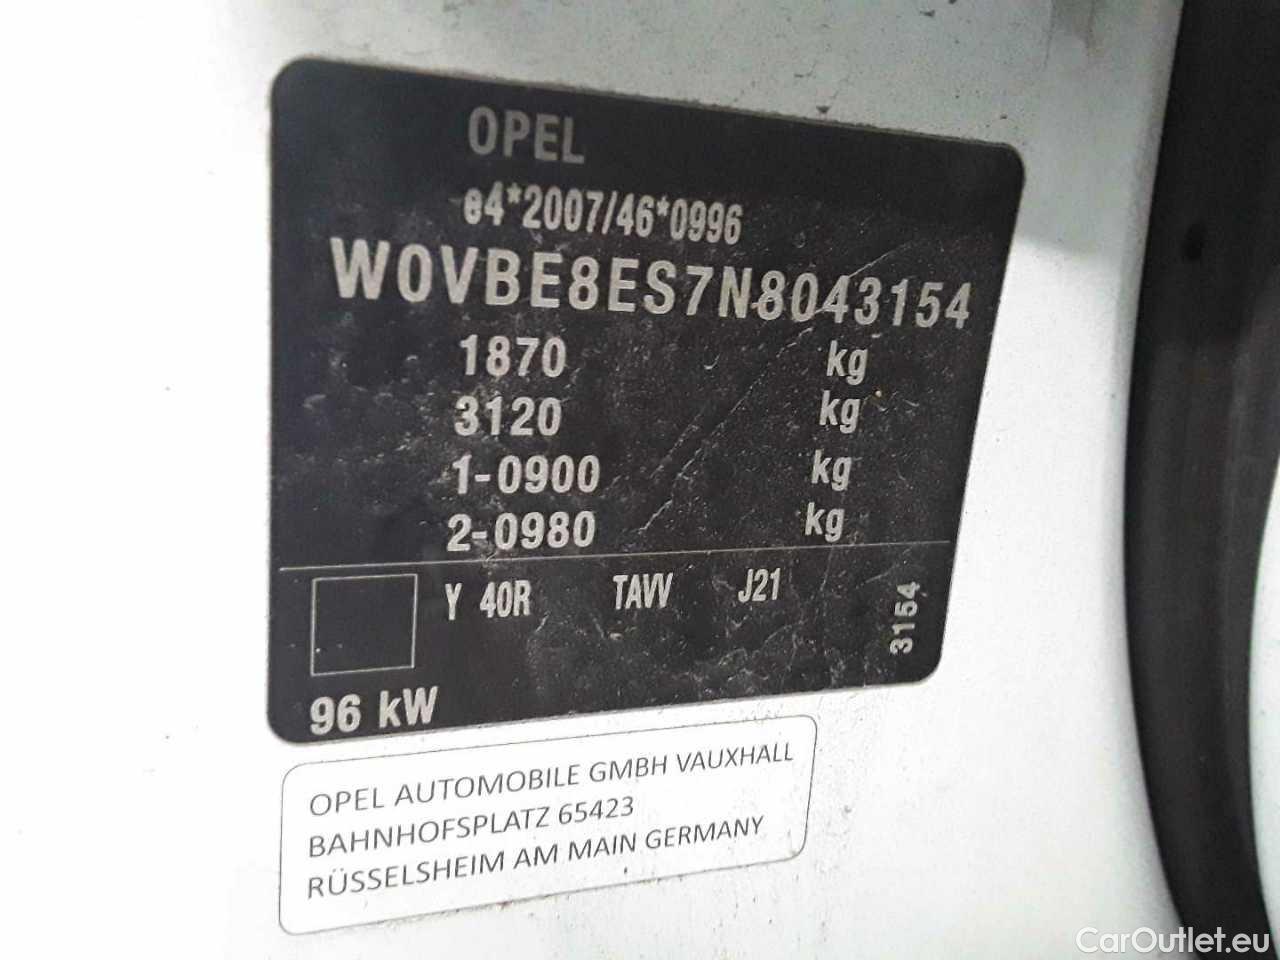 OPEL
e4*2007/46*0996
W0VBE8ES7N8043154
1870 kg
3120 kg
1-0900 kg
2-0980 kg
Y 40R TAVV J21
3154
96 kW
OPEL AUTOMOBILE GMBH VAUXHALL
BAHNHOFSPLATZ 65423
RÜSSELSHEIM AM MAIN GERMANY
CarOutlet.eu